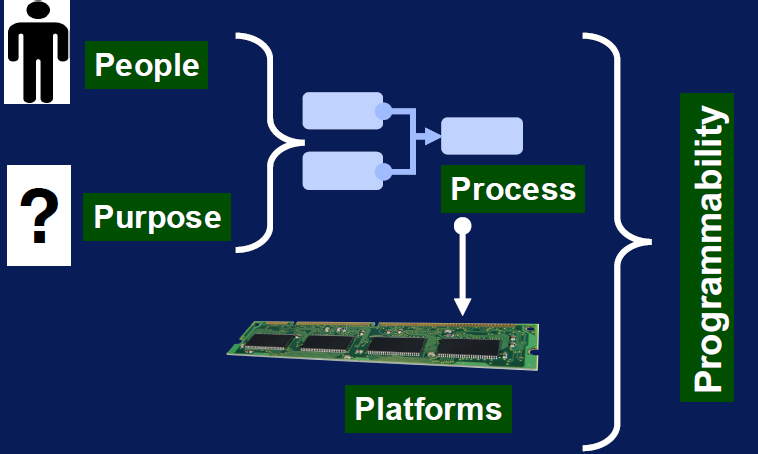 People
?
Purpose
Process
Platforms
Programmability